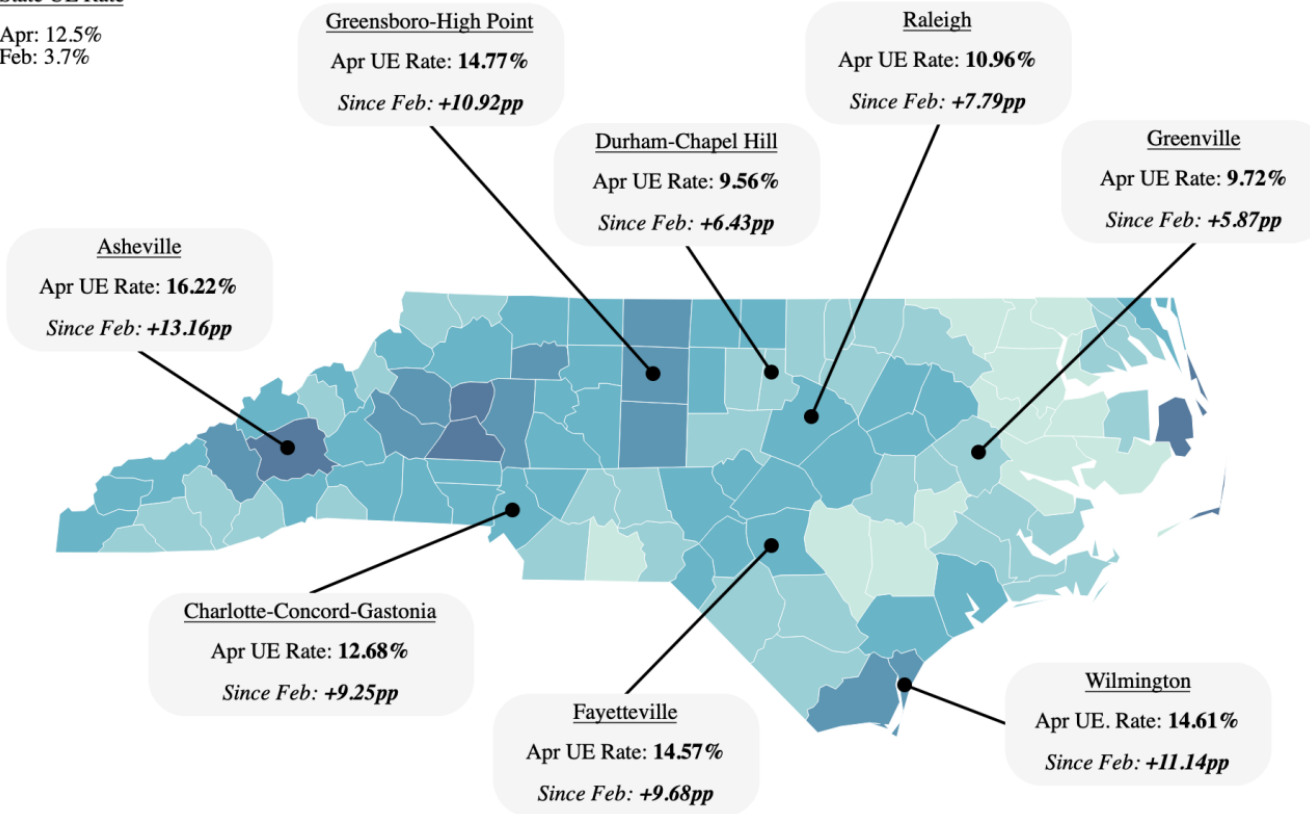 State UE Rate
Apr: 12.5%
Feb: 3.7%
Greensboro-High Point
Apr UE Rate: 14.77%
Since Feb: +10.92pp
Raleigh
Apr UE Rate: 10.96%
Since Feb: +7.79pp
Durham-Chapel Hill
Apr UE Rate: 9.56%
Since Feb: +6.43pp
Greenville
Apr UE Rate: 9.72%
Since Feb: +5.87pp
Asheville
Apr UE Rate: 16.22%
Since Feb: +13.16pp
Charlotte-Concord-Gastonia
Apr UE Rate: 12.68%
Since Feb: +9.25pp
Fayetteville
Apr UE Rate: 14.57%
Since Feb: +9.68pp
Wilmington
Apr UE. Rate: 14.61%
Since Feb: +11.14pp